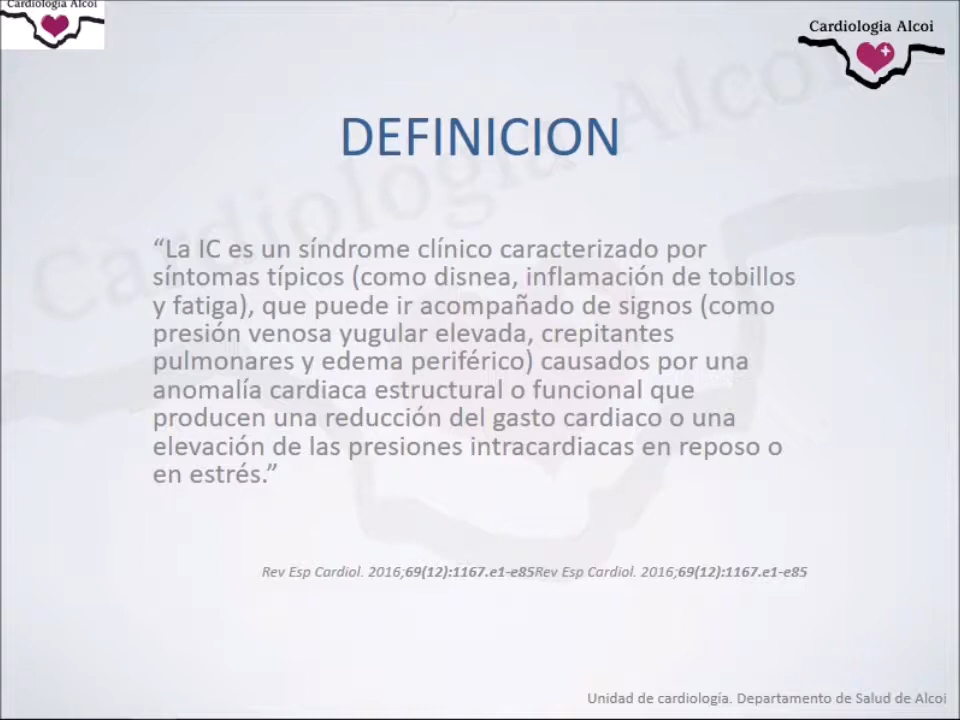 Cardiologia Alcoi
Cardiologia Alcoi
DEFINICION
“La IC es un síndrome clínico caracterizado por
síntomas típicos (como disnea, inflamación de tobillos
y fatiga), que puede ir acompañado de signos (como
presión venosa yugular elevada, crepitantes
pulmonares y edema periférico) causados por una
anomalía cardiaca estructural o funcional que
producen una reducción del gasto cardiaco o una
elevación de las presiones intracardiacas en reposo o
en estrés.”
Rev Esp Cardiol. 2016;69(12):1167.e1-e85Rev Esp Cardiol. 2016;69(12):1167.e1-e85
Unidad de cardiología. Departamento de Salud de Alcoi
Cardiologia Alcoi